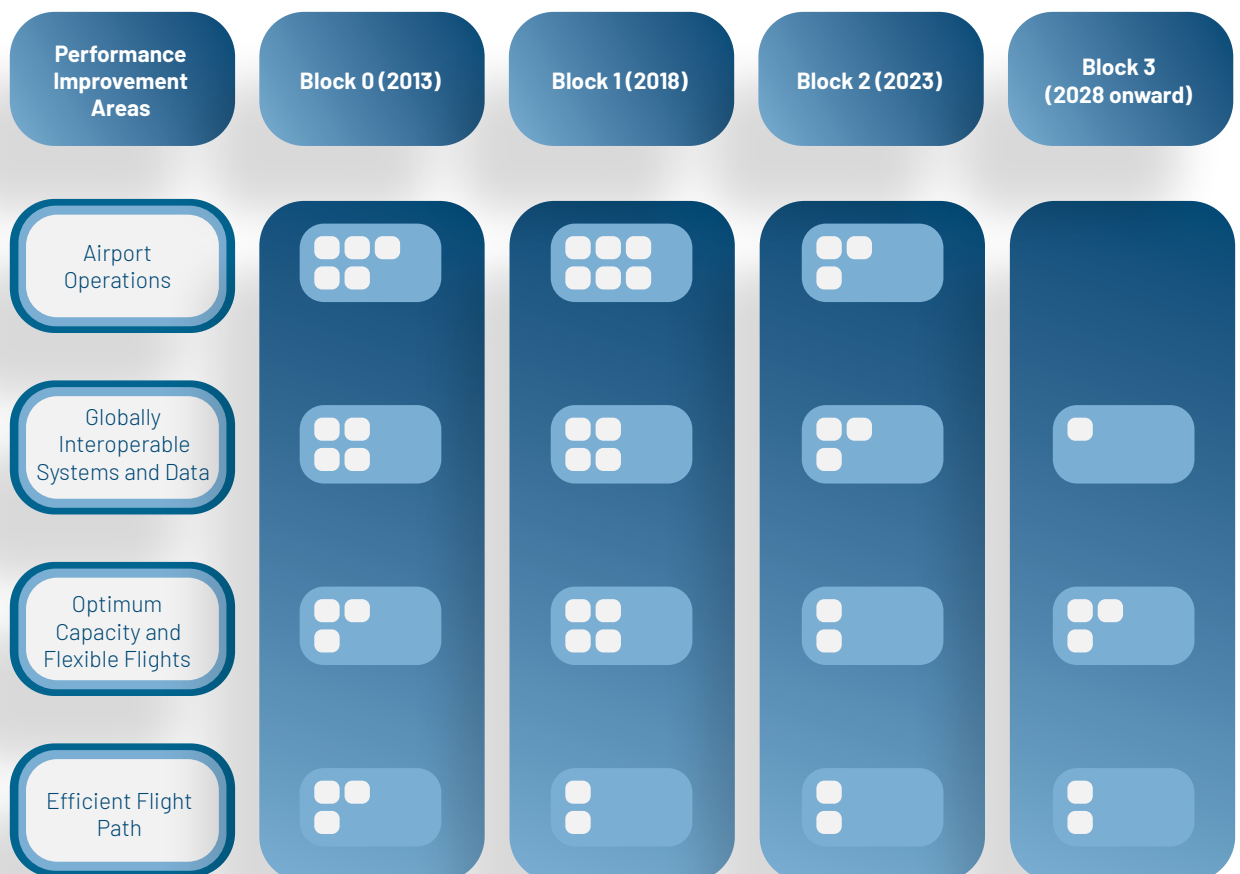 Performance
Improvement
Areas
Block 0 (2013)
Block 1 (2018)
Block 2 (2023)
Block 3
(2028 onward)
Airport
Operations
Globally
Interoperable
Systems and Data
Optimum
Capacity and
Flexible Flights
Efficient Flight
Path